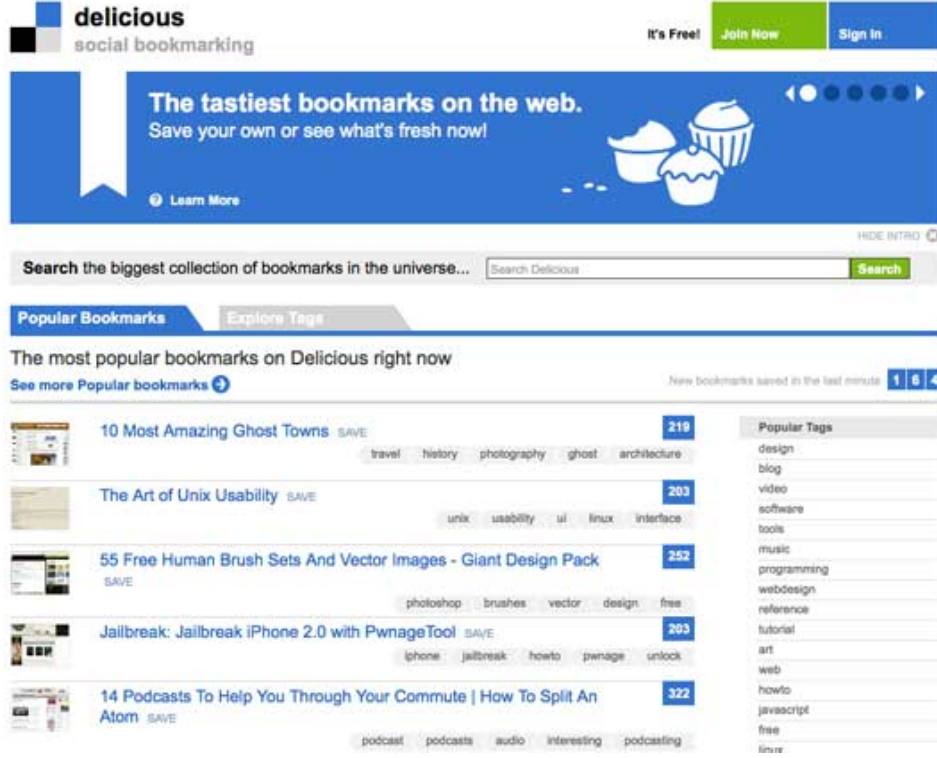 delicious
social bookmarking
It's Free!
Join Now
Sign In
The tastiest bookmarks on the web.
Save your own or see what's fresh now!
? Learn More
HIDE INTRO
Search the biggest collection of bookmarks in the universe...
Search Delicious
Search
Popular Bookmarks
Explore Tags
The most popular bookmarks on Delicious right now
See more Popular bookmarks
New bookmarks saved in the last minute 1 6 4
10 Most Amazing Ghost Towns SAVE 219
travel history photography ghost architecture
The Art of Unix Usability SAVE 203
unix usability ui linux interface
55 Free Human Brush Sets And Vector Images - Giant Design Pack 252
SAVE
photoshop brushes vector design free
Jailbreak: Jailbreak iPhone 2.0 with PwnageTool SAVE 203
iphone jailbreak howto pwnage unlock
14 Podcasts To Help You Through Your Commute | How To Split An 322
Atom SAVE
podcast podcasts audio interesting podcasting
Popular Tags
design
blog
video
software
tools
music
programming
webdesign
reference
tutorial
art
web
howto
javascript
free
linux